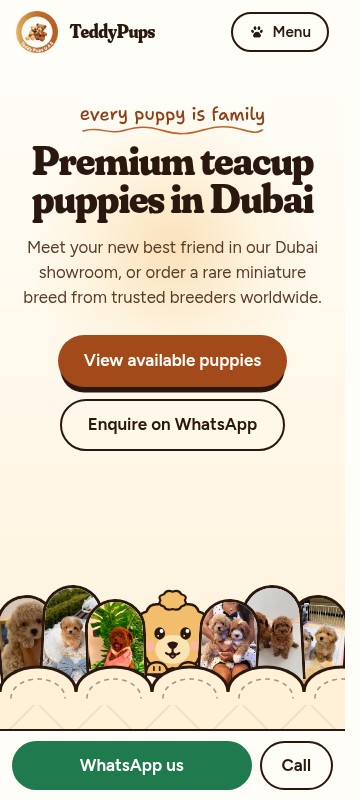 TeddyPups
Menu
every puppy is family
Premium teacup
puppies in Dubai
Meet your new best friend in our Dubai
showroom, or order a rare miniature
breed from trusted breeders worldwide.
View available puppies
Enquire on WhatsApp
WhatsApp us
Call